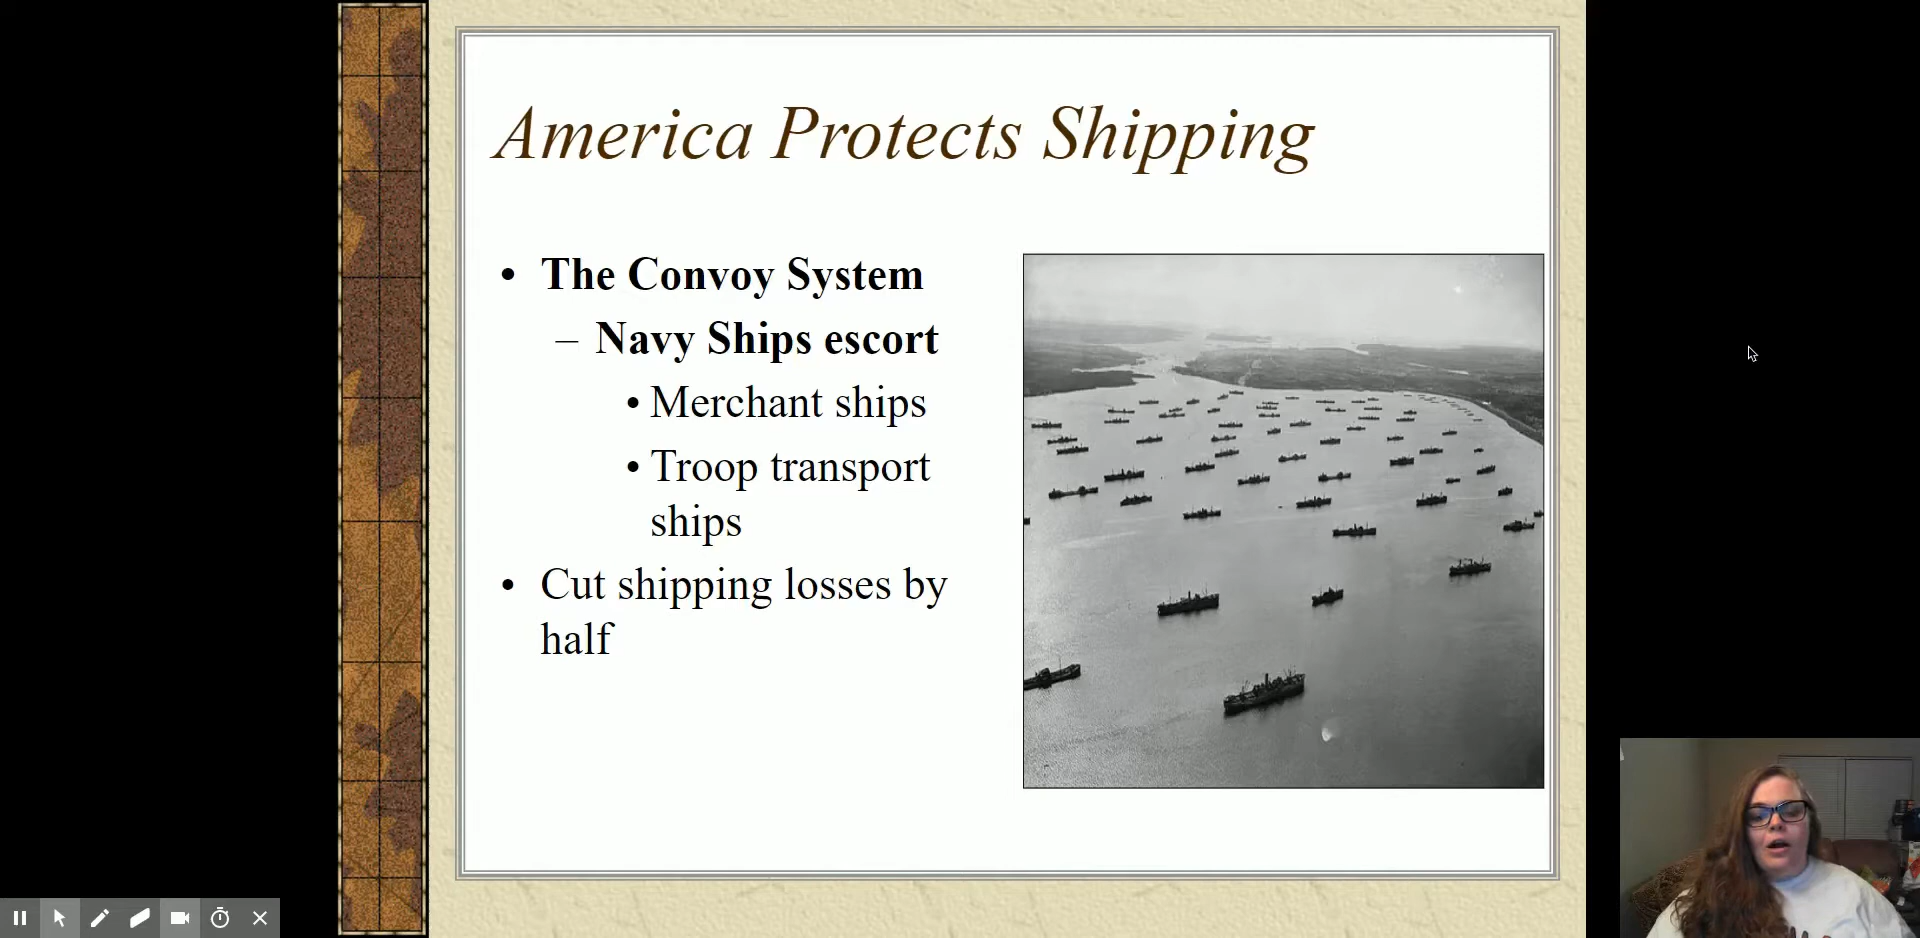 America Protects Shipping
• The Convoy System
– Navy Ships escort
• Merchant ships
• Troop transport
ships
• Cut shipping losses by
half